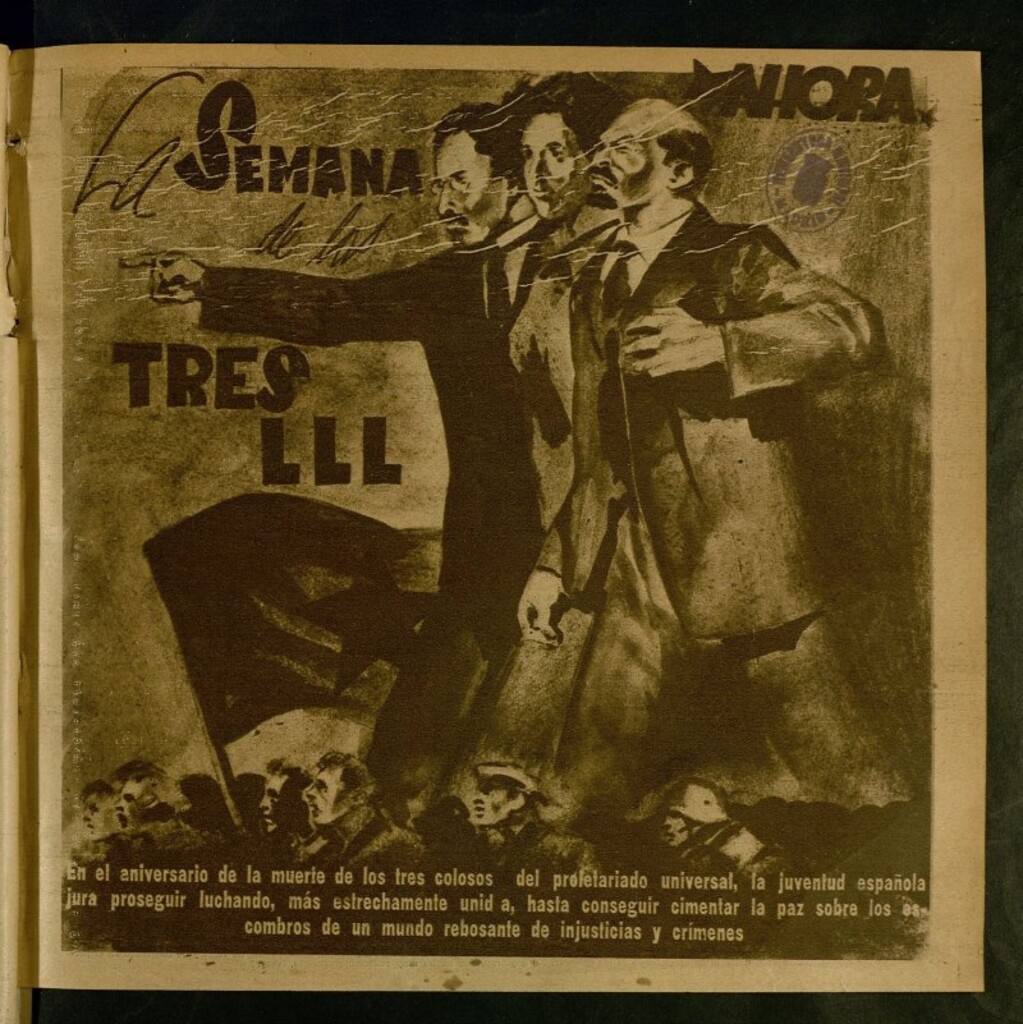 AHORA
La SEMANA
de las
TRES
LLL
En el aniversario de la muerte de los tres colosos del proletariado universal, la juventud española
jura proseguir luchando, más estrechamente unid a, hasta conseguir cimentar la paz sobre los es-
combros de un mundo rebosante de injusticias y crímenes
MADRID